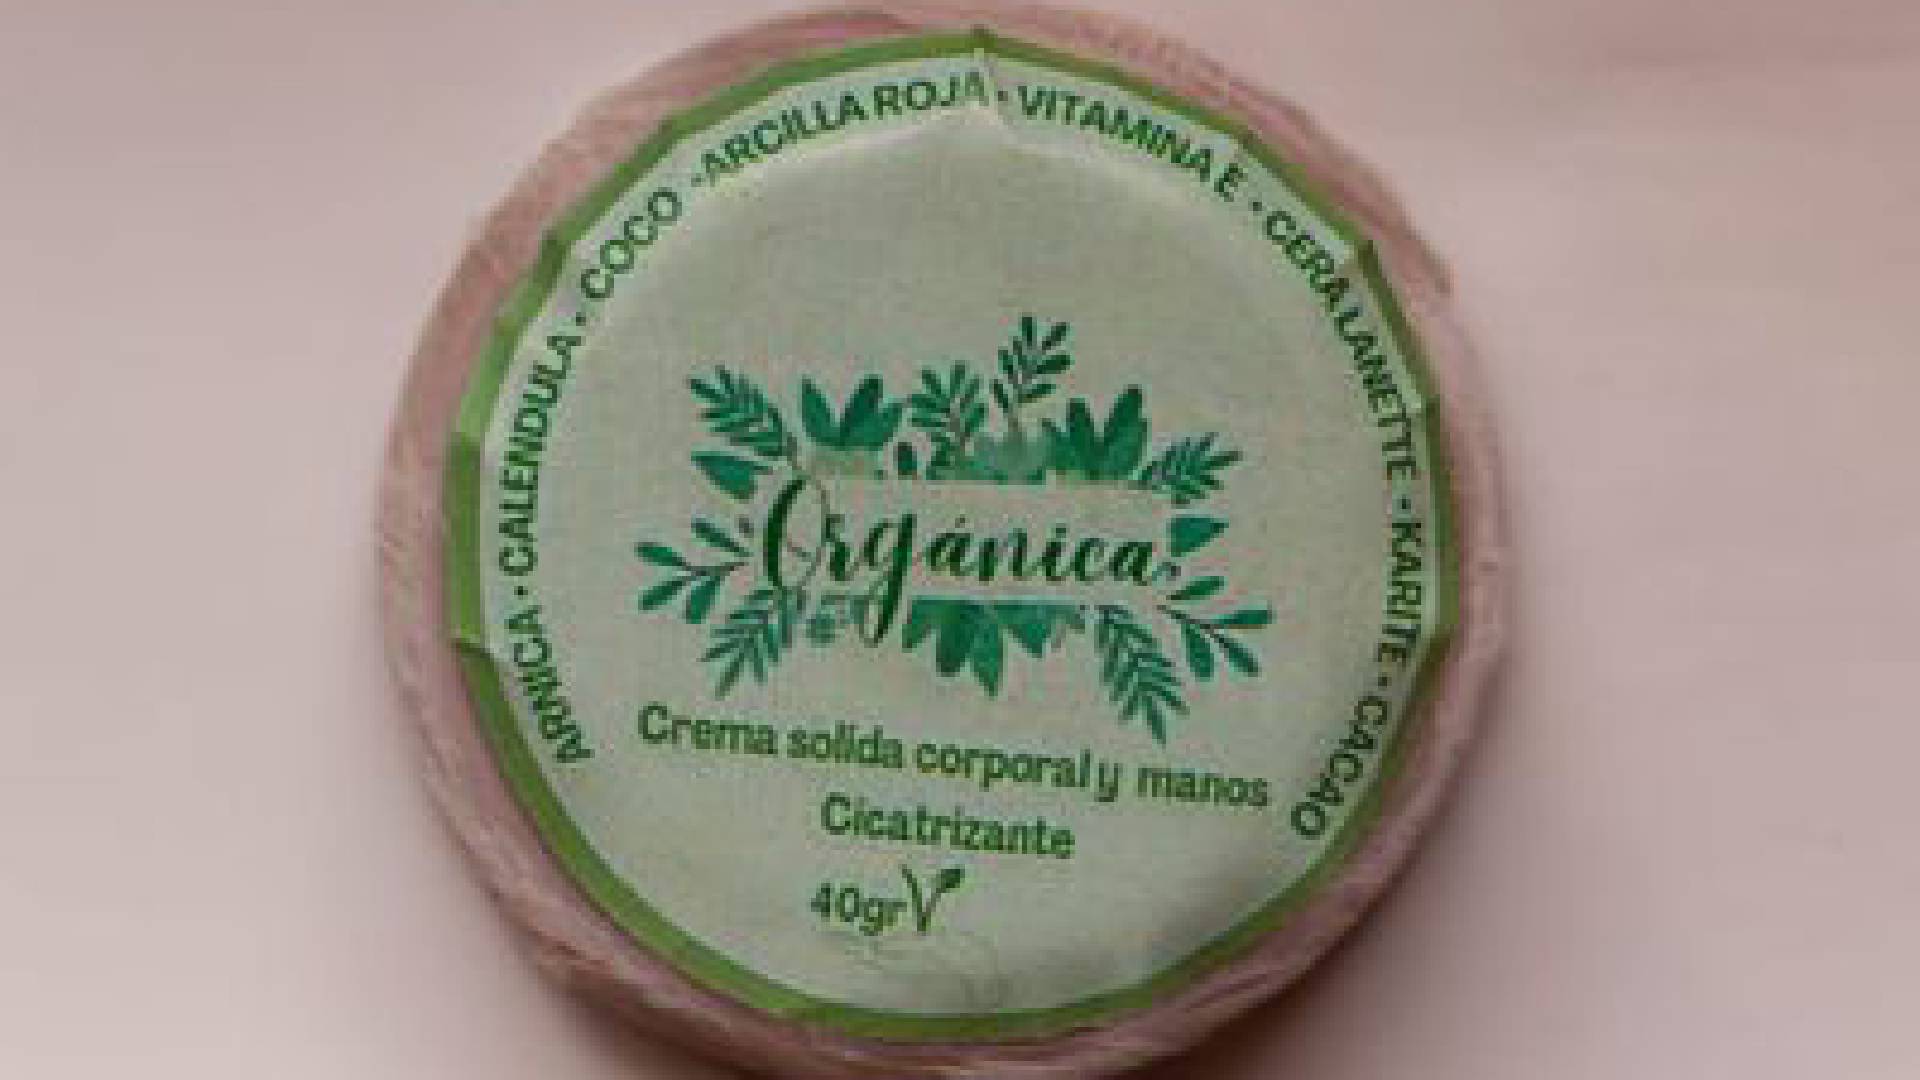 ARNICA • CALENDULA • COCO -ARCILLA ROJA • VITAMINA E • CERA LANETTE • KARITE • CACAO
Orgánica
Crema solida corporal y manos
Cicatrizante
40gr